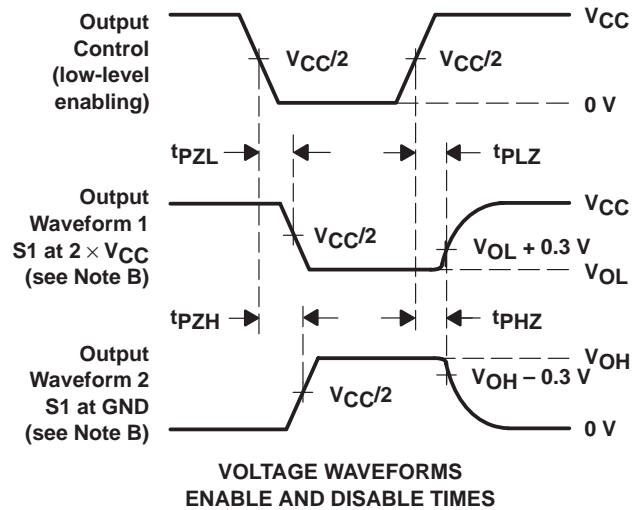 Output
Control
(low-level
enabling)
VCC
VCC/2
VCC/2
0 V
tPZL
tPLZ
Output
Waveform 1
S1 at 2 × VCC
(see Note B)
VCC
VCC/2
VOL + 0.3 V
VOL
tPZH
tPHZ
Output
Waveform 2
S1 at GND
(see Note B)
VOH
VCC/2
VOH – 0.3 V
0 V
VOLTAGE WAVEFORMS
ENABLE AND DISABLE TIMES